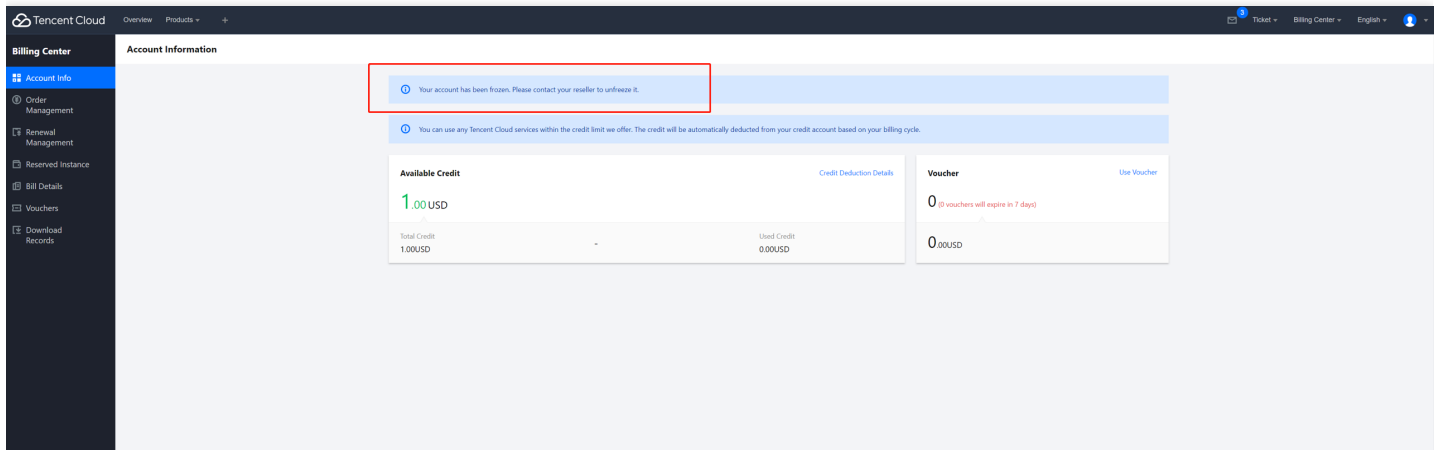 Tencent Cloud Overview Products + 3 Ticket Billing Center English
Billing Center
Account Information
Account Info
Order
Management
Renewal
Management
Reserved Instance
Bill Details
Vouchers
Download
Records
Your account has been frozen. Please contact your reseller to unfreeze it.
You can use any Tencent Cloud services within the credit limit we offer. The credit will be automatically deducted from your credit account based on your billing cycle.
Available Credit Credit Deduction Details
1.00 USD
Total Credit Used Credit
1.00USD - 0.00USD
Voucher Use Voucher
0 (0 vouchers will expire in 7 days)
0.00USD